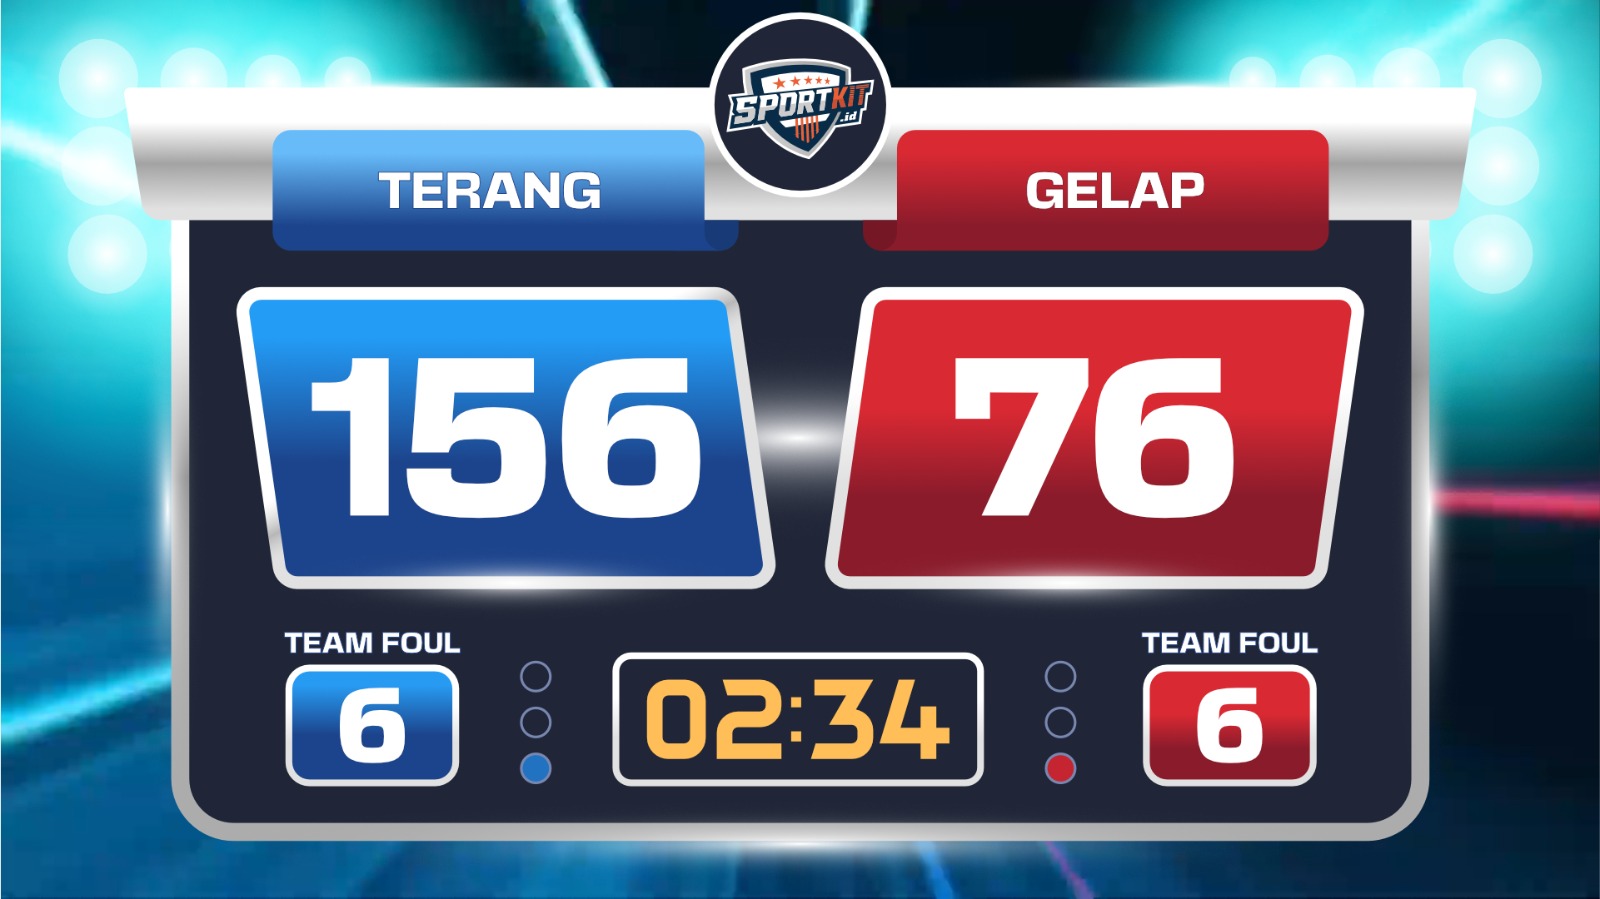 SPORTKIT
.id
TERANG
GELAP
156
76
TEAM FOUL
6
02:34
TEAM FOUL
6